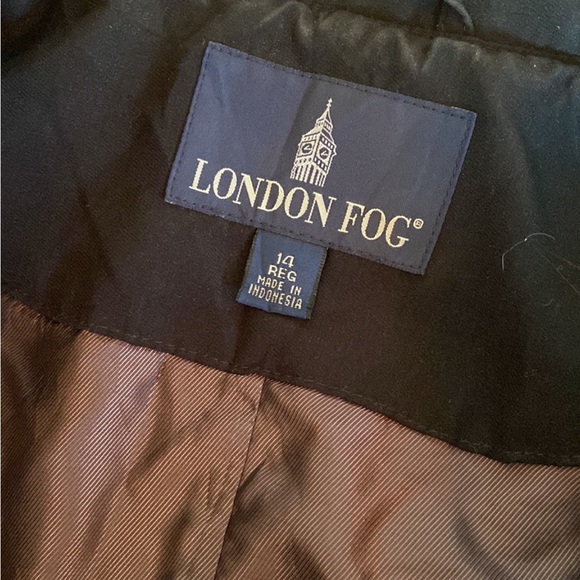 LONDON FOG®
14
REG
MADE IN
INDONESIA